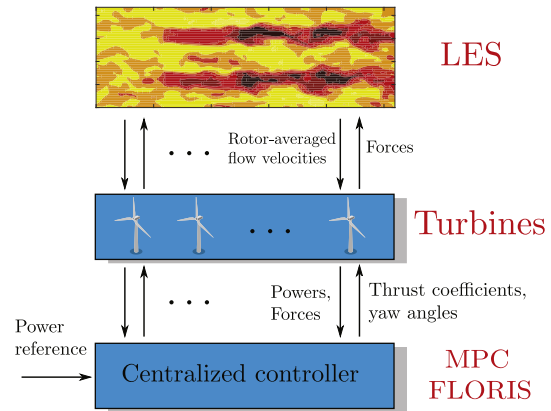 LES
Rotor-averaged
flow velocities
Forces
Turbines
Powers,
Forces
Thrust coefficients,
yaw angles
Power
reference
Centralized controller
MPC
FLORIS